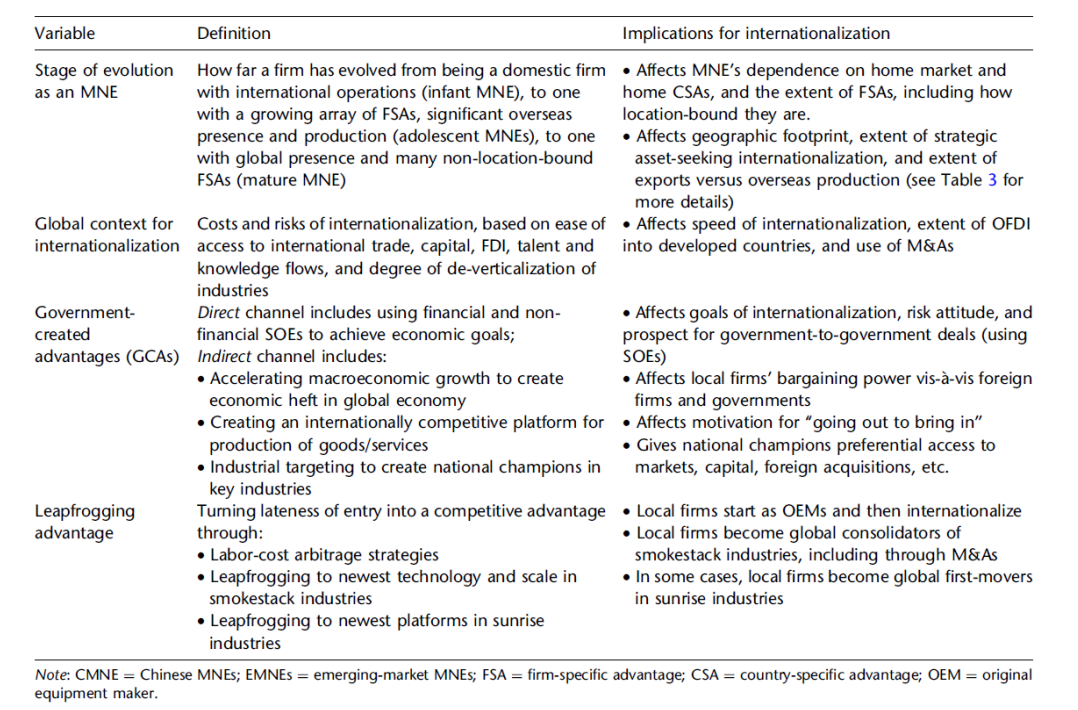 Variable Definition Implications for internationalization
Stage of evolution
as an MNE
How far a firm has evolved from being a domestic firm
with international operations (infant MNE), to one
with a growing array of FSAs, significant overseas
presence and production (adolescent MNEs), to one
with global presence and many non-location-bound
FSAs (mature MNE)
• Affects MNE's dependence on home market and
home CSAs, and the extent of FSAs, including how
location-bound they are.
• Affects geographic footprint, extent of strategic
asset-seeking internationalization, and extent of
exports versus overseas production (see Table 3 for
more details)
Global context for
internationalization
Costs and risks of internationalization, based on ease of
access to international trade, capital, FDI, talent and
knowledge flows, and degree of de-verticalization of
industries
• Affects speed of internationalization, extent of OFDI
into developed countries, and use of M&As
Government-
created
advantages (GCAs)
Direct channel includes using financial and non-
financial SOEs to achieve economic goals;
Indirect channel includes:
• Accelerating macroeconomic growth to create
economic heft in global economy
• Creating an internationally competitive platform for
production of goods/services
• Industrial targeting to create national champions in
key industries
• Affects goals of internationalization, risk attitude, and
prospect for government-to-government deals (using
SOEs)
• Affects local firms' bargaining power vis-à-vis foreign
firms and governments
• Affects motivation for "going out to bring in"
• Gives national champions preferential access to
markets, capital, foreign acquisitions, etc.
Leapfrogging
advantage
Turning lateness of entry into a competitive advantage
through:
• Labor-cost arbitrage strategies
• Leapfrogging to newest technology and scale in
smokestack industries
• Leapfrogging to newest platforms in sunrise
industries
• Local firms start as OEMs and then internationalize
• Local firms become global consolidators of
smokestack industries, including through M&As
• In some cases, local firms become global first-movers
in sunrise industries
Note: CMNE = Chinese MNEs; EMNEs = emerging-market MNEs; FSA = firm-specific advantage; CSA = country-specific advantage; OEM = original
equipment maker.